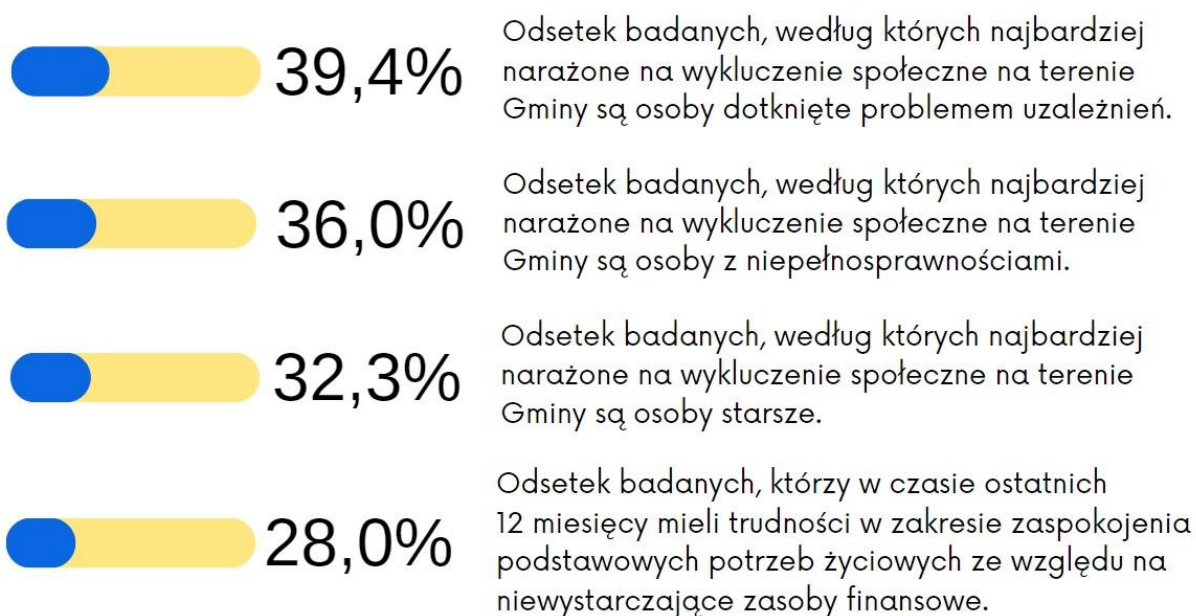 39,4%
Odsetek badanych, według których najbardziej
narażone na wykluczenie społeczne na terenie
Gminy są osoby dotknięte problemem uzależnień.
36,0%
Odsetek badanych, według których najbardziej
narażone na wykluczenie społeczne na terenie
Gminy są osoby z niepełnosprawnościami.
32,3%
Odsetek badanych, według których najbardziej
narażone na wykluczenie społeczne na terenie
Gminy są osoby starsze.
28,0%
Odsetek badanych, którzy w czasie ostatnich
12 miesięcy mieli trudności w zakresie zaspokojenia
podstawowych potrzeb życiowych ze względu na
niewystarczające zasoby finansowe.